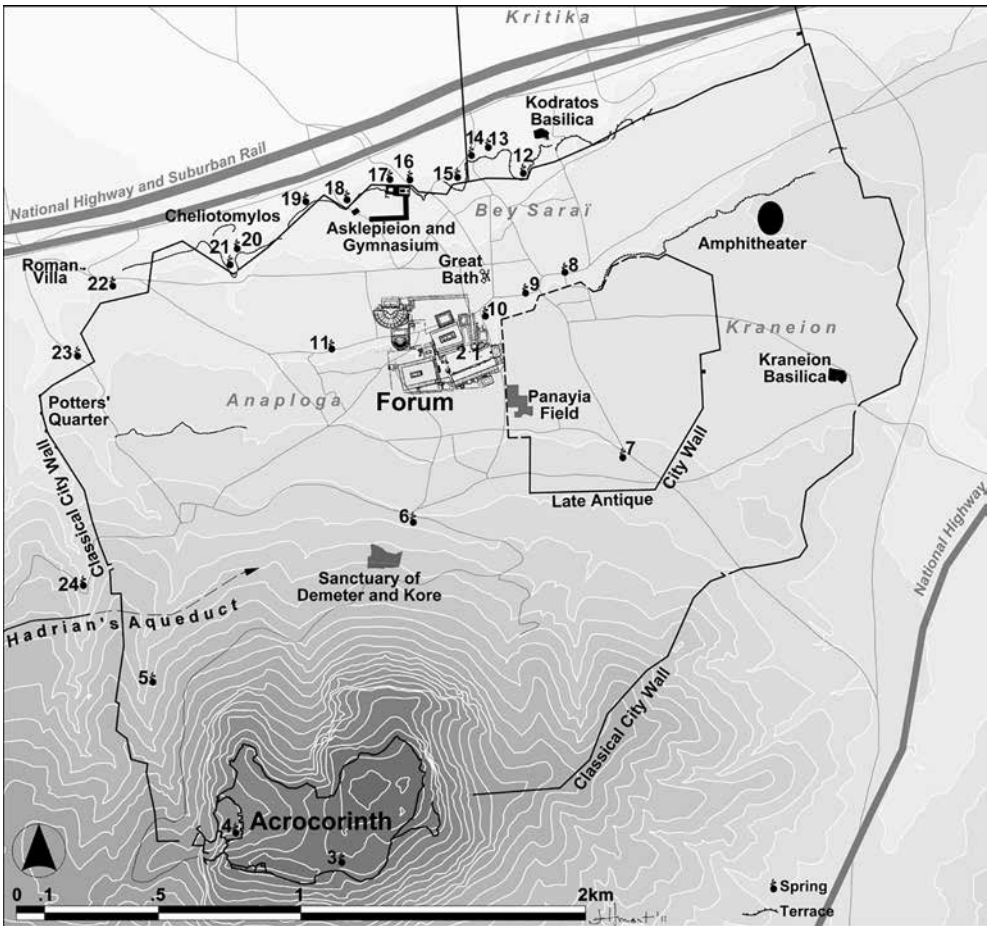 Kritika
Kodratos
Basilica
14
13
12
National Highway and Suburban Rail
16
17
15
18
19
Cheliotomylos
20
21
Asklepieion and
Gymnasium
Bey Saraï
Amphitheater
Roman
Villa
22
Great
Bath
8
9
10
23
11
2
1
Kraneion
Kraneion
Basilica
Potters'
Quarter
Anaploga
Forum
Panayia
Field
7
City Wall
Late Antique
Classical City Wall
6
National Highway
24
Sanctuary of
Demeter and Kore
Hadrian's Aqueduct
5
Classical City Wall
4
Acrocorinth
3
0 .1 .5 1 2km
Spring
Terrace